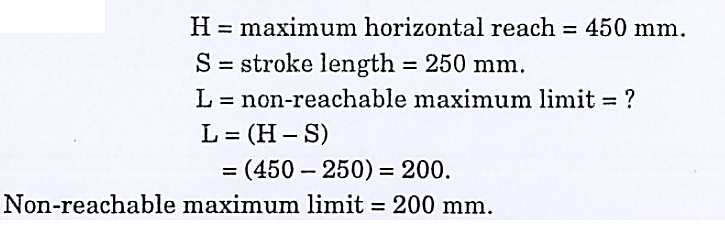 H = maximum horizontal reach = 450 mm.
S = stroke length = 250 mm.
L = non-reachable maximum limit = ?
L = (H – S)
= (450 – 250) = 200.
Non-reachable maximum limit = 200 mm.